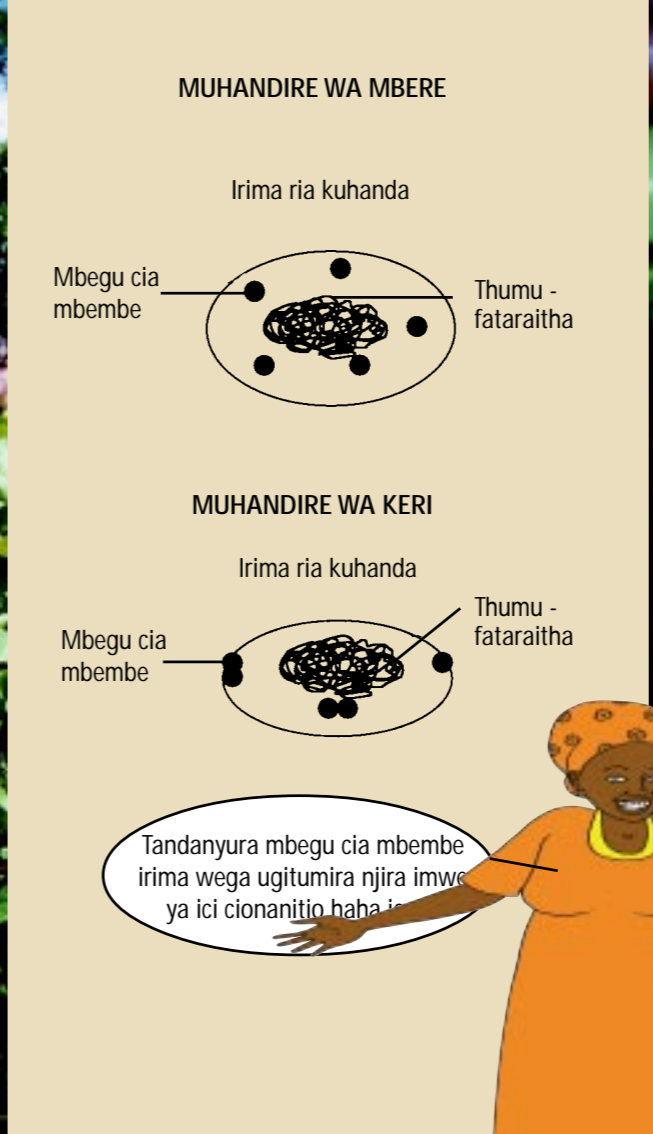 MUHANDIRE WA MBERE
Irima ria kuhanda
Mbegu cia
mbembe
Thumu -
fataraitha
MUHANDIRE WA KERI
Irima ria kuhanda
Mbegu cia
mbembe
Thumu -
fataraitha
Tandanyura mbegu cia mbembe
irima wega ugitumira njira imwe
ya ici cionanitio haha